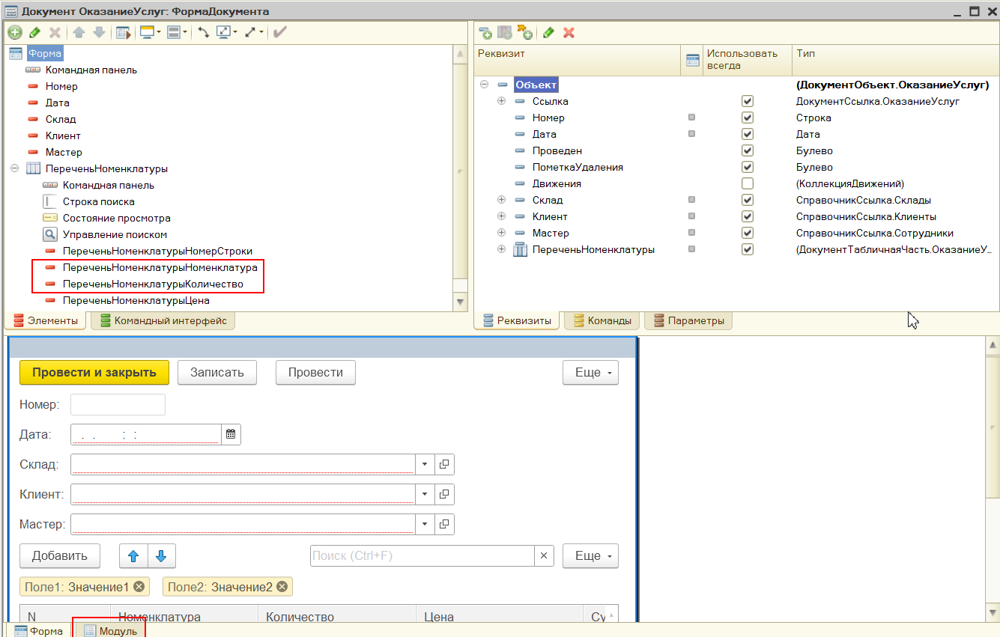 Документ ОказаниеУслуг: ФормаДокумента
Форма
Командная панель
Номер
Дата
Склад
Клиент
Мастер
ПереченьНоменклатуры
Командная панель
Строка поиска
Состояние просмотра
Управление поиском
ПереченьНоменклатурыНомерСтроки
ПереченьНоменклатурыНоменклатура
ПереченьНоменклатурыКоличество
ПереченьНоменклатурыЦена
Элементы Командный интерфейс
Реквизит Использовать всегда Тип
Объект (ДокументОбъект.ОказаниеУслуг)
Ссылка ДокументСсылка.ОказаниеУслуг
Номер Строка
Дата Дата
Проведен Булево
ПометкаУдаления Булево
Движения (КоллекцияДвижений)
Склад СправочникСсылка.Склады
Клиент СправочникСсылка.Клиенты
Мастер СправочникСсылка.Сотрудники
ПереченьНоменклатуры (ДокументТабличнаяЧасть.ОказаниеУ...
Реквизиты Команды Параметры
Провести и закрыть Записать Провести Еще
Номер:
Дата: . . : :
Склад:
Клиент:
Мастер:
Добавить Поиск (Ctrl+F) × Еще
Поле1: Значение1 Поле2: Значение2
N Номенклатура Количество Цена Су
Форма Модуль